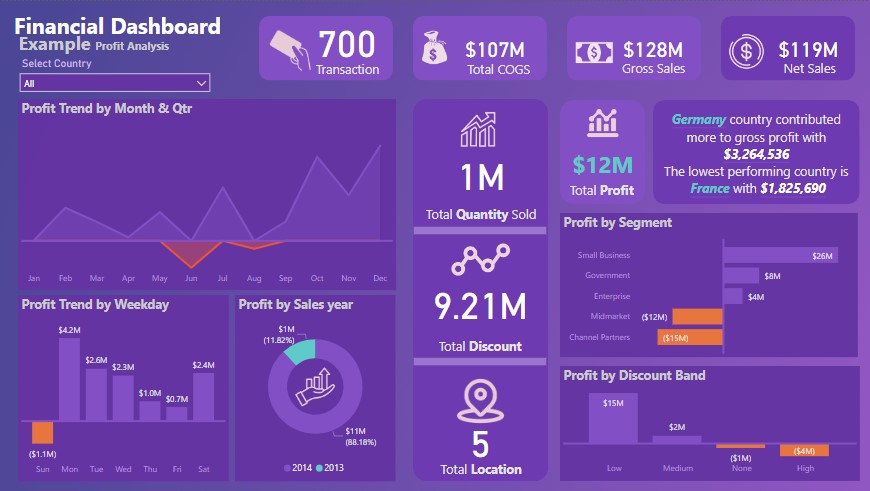 Financial Dashboard
Example Profit Analysis
Select Country
All
700
Transaction
$107M
Total COGS
$128M
Gross Sales
$119M
Net Sales
Profit Trend by Month & Qtr
Jan Feb Mar Apr May Jun Jul Aug Sep Oct Nov Dec
1M
Total Quantity Sold
9.21M
Total Discount
5
Total Location
$12M
Total Profit
Germany country contributed
more to gross profit with
$3,264,536
The lowest performing country is
France with $1,825,690
Profit by Segment
Small Business $26M
Government $8M
Enterprise $4M
Midmarket ($12M)
Channel Partners ($15M)
Profit Trend by Weekday
$4.2M
$2.6M
$2.3M
$1.0M
$0.7M
$2.4M
($1.1M)
Sun Mon Tue Wed Thu Fri Sat
Profit by Sales year
$1M
(11.82%)
$11M
(88.18%)
2014 2013
Profit by Discount Band
$15M
$2M
($1M)
($4M)
Low Medium None High